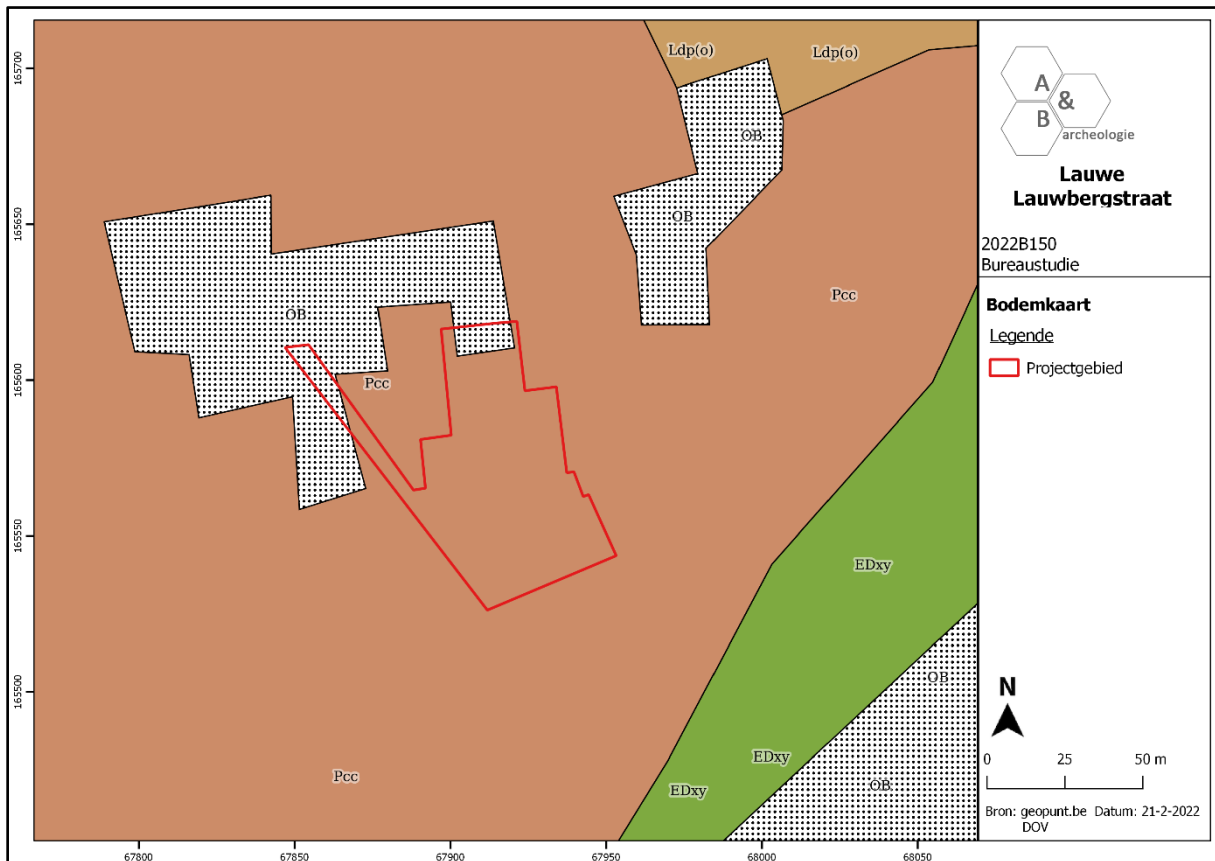 Ldp(o)
Ldp(o)
OB
OB
OB
Pcc
Pcc
EDxy
OB
EDxy
Pcc
EDxy
OB
165700
165650
165600
165550
165500
67800
67850
67900
67950
68000
68050
A
&
B
archeologie
Lauwe
Lauwbergstraat
2022B150
Bureaustudie
Bodemkaart
Legende
Projectgebied
N
0 25 50 m
Bron: geopunt.be Datum: 21-2-2022
DOV